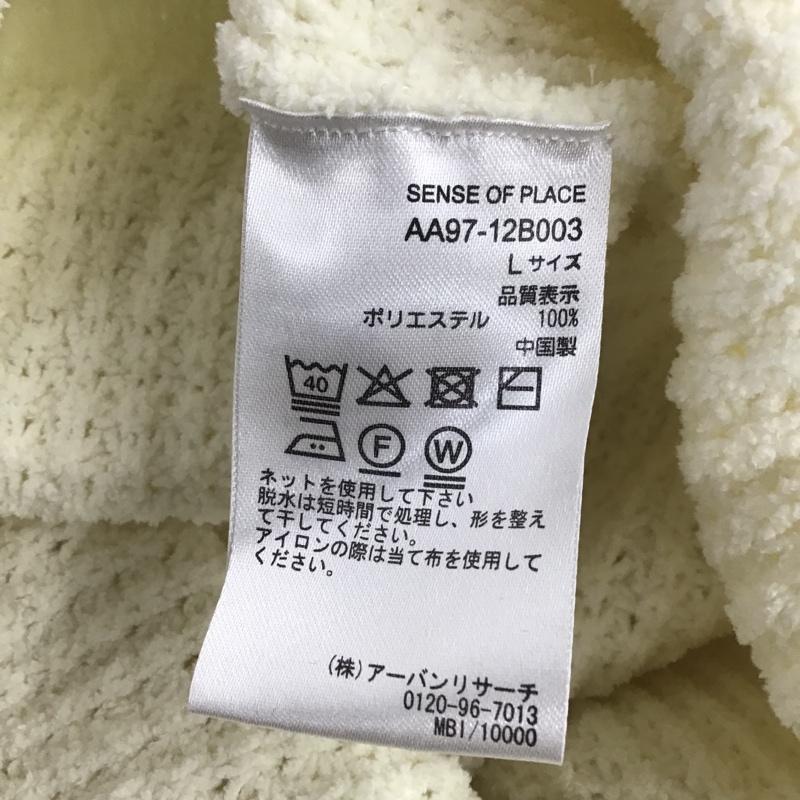 SENSE OF PLACE
AA97-12B003
L サイズ
品質表示
ポリエステル 100%
中国製
40
F W
ネットを使用して下さい
脱水は短時間で処理し、形を整え
て干してください。
アイロンの際は当て布を使用して
ください。
(株)アーバンリサーチ
0120-96-7013
MBI/10000